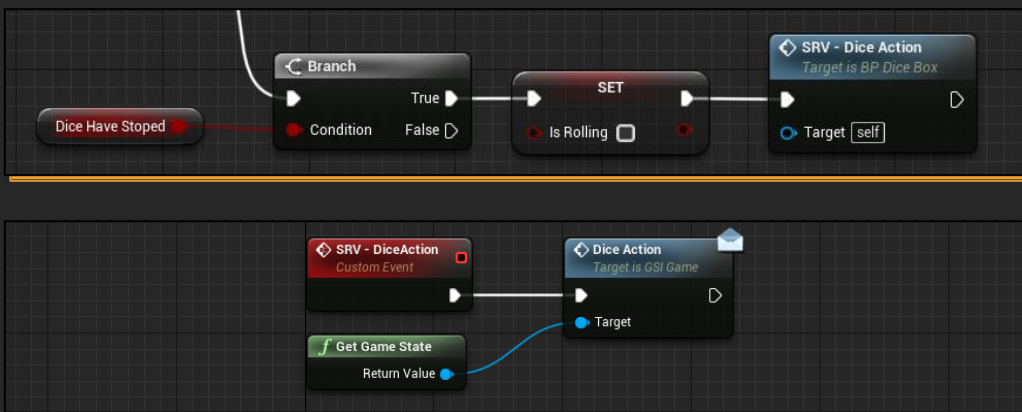 Branch
True
Dice Have Stoped
Condition
False
SET
Is Rolling
SRV - Dice Action
Target is BP Dice Box
Target self
SRV - DiceAction
Custom Event
Dice Action
Target is GSI Game
Target
f Get Game State
Return Value